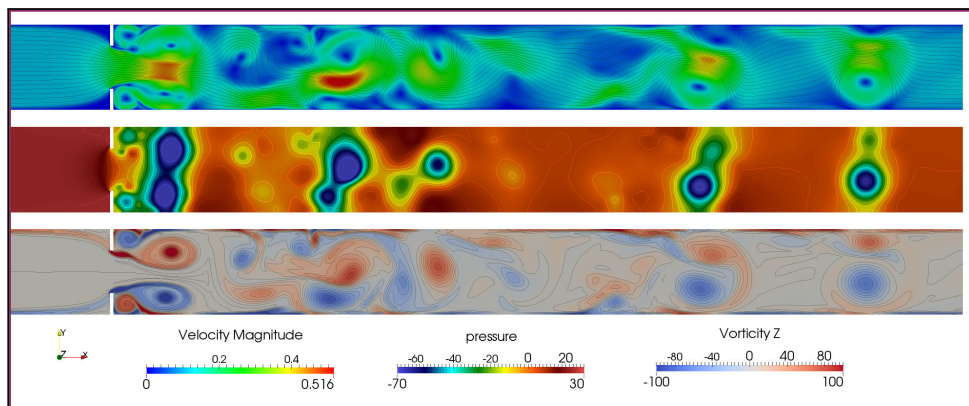 Velocity Magnitude
0.2 0.4
0 0.516
pressure
-60 -40 -20 0 20
-70 30
Vorticity Z
-80 -40 0 40 80
-100 100
Y
Z X